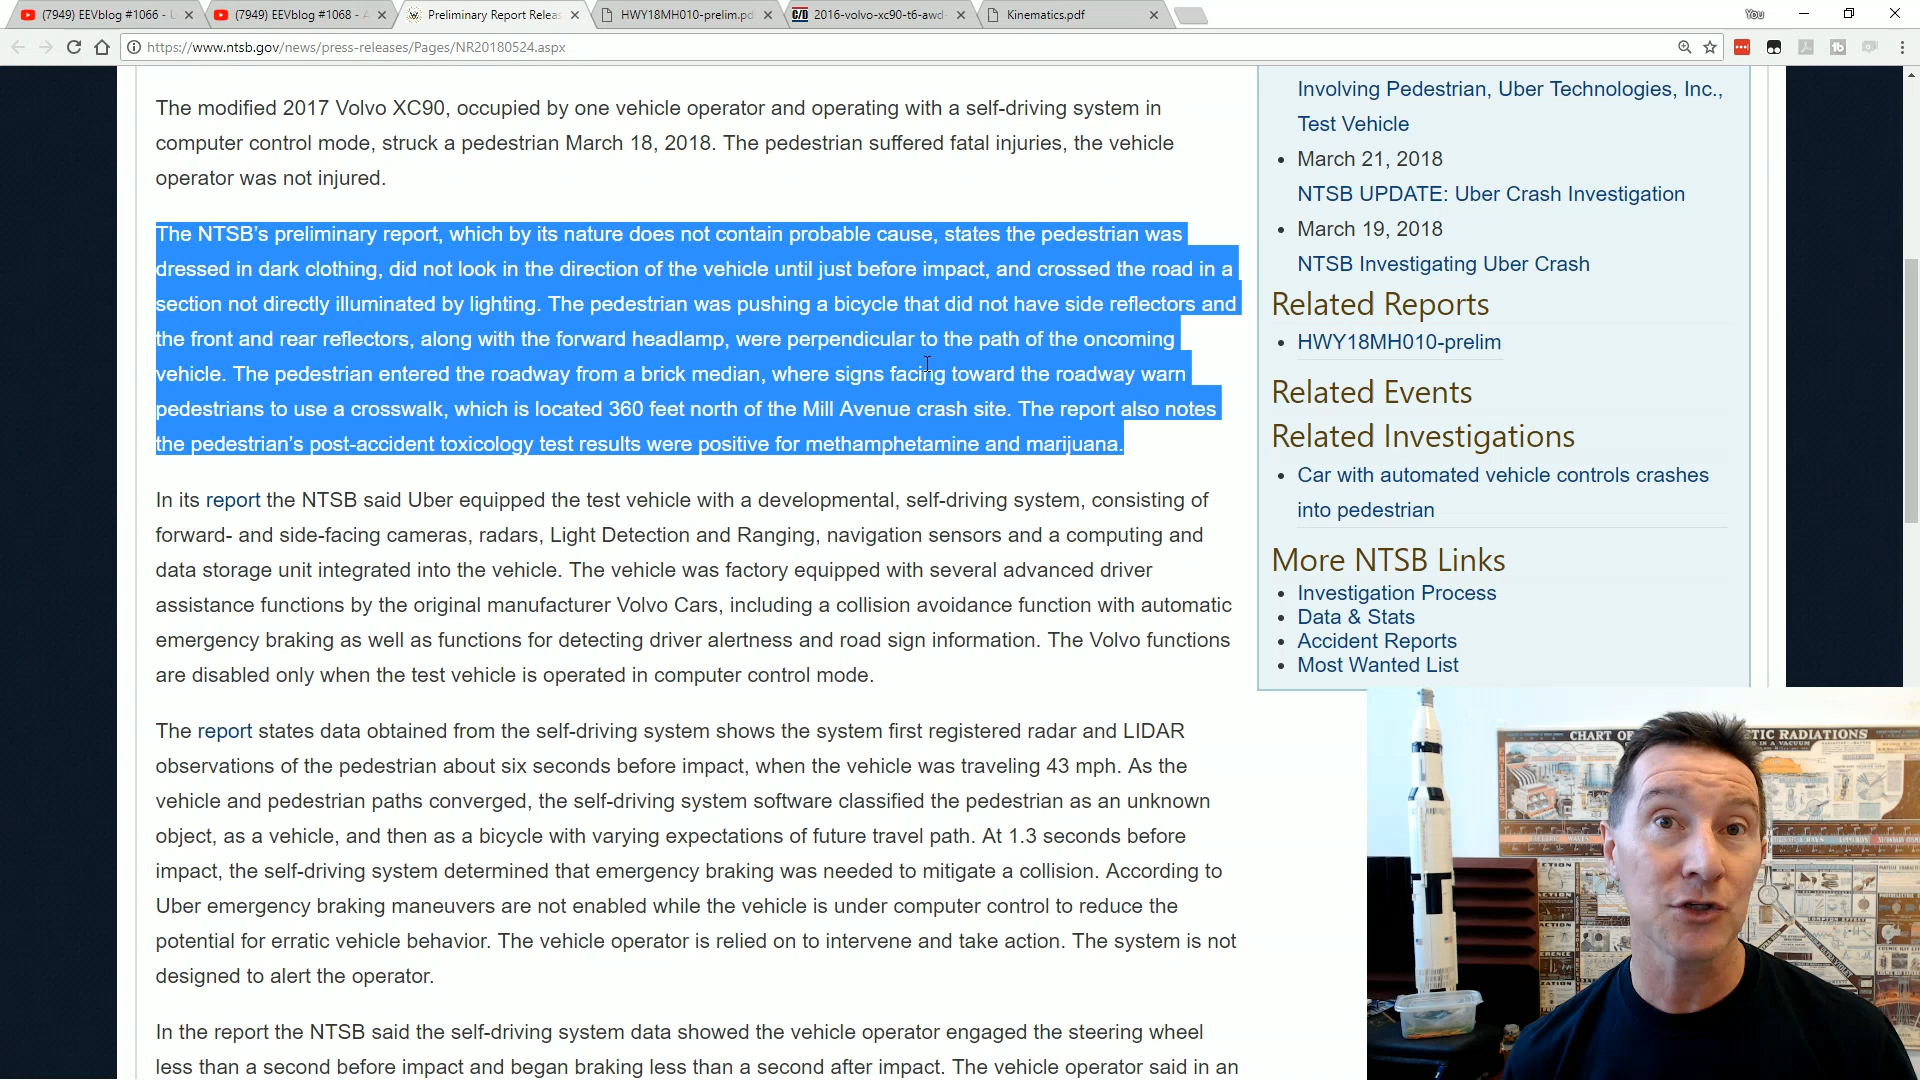 (7949) EEVblog #1066 - L
(7949) EEVblog #1068 - A
Preliminary Report Releas
HWY18MH010-prelim.pd
C/D 2016-volvo-xc90-t6-awd-
Kinematics.pdf
You
https://www.ntsb.gov/news/press-releases/Pages/NR20180524.aspx
The modified 2017 Volvo XC90, occupied by one vehicle operator and operating with a self-driving system in
computer control mode, struck a pedestrian March 18, 2018. The pedestrian suffered fatal injuries, the vehicle
operator was not injured.
The NTSB’s preliminary report, which by its nature does not contain probable cause, states the pedestrian was
dressed in dark clothing, did not look in the direction of the vehicle until just before impact, and crossed the road in a
section not directly illuminated by lighting. The pedestrian was pushing a bicycle that did not have side reflectors and
the front and rear reflectors, along with the forward headlamp, were perpendicular to the path of the oncoming
vehicle. The pedestrian entered the roadway from a brick median, where signs facing toward the roadway warn
pedestrians to use a crosswalk, which is located 360 feet north of the Mill Avenue crash site. The report also notes
the pedestrian’s post-accident toxicology test results were positive for methamphetamine and marijuana.
In its report the NTSB said Uber equipped the test vehicle with a developmental, self-driving system, consisting of
forward- and side-facing cameras, radars, Light Detection and Ranging, navigation sensors and a computing and
data storage unit integrated into the vehicle. The vehicle was factory equipped with several advanced driver
assistance functions by the original manufacturer Volvo Cars, including a collision avoidance function with automatic
emergency braking as well as functions for detecting driver alertness and road sign information. The Volvo functions
are disabled only when the test vehicle is operated in computer control mode.
The report states data obtained from the self-driving system shows the system first registered radar and LIDAR
observations of the pedestrian about six seconds before impact, when the vehicle was traveling 43 mph. As the
vehicle and pedestrian paths converged, the self-driving system software classified the pedestrian as an unknown
object, as a vehicle, and then as a bicycle with varying expectations of future travel path. At 1.3 seconds before
impact, the self-driving system determined that emergency braking was needed to mitigate a collision. According to
Uber emergency braking maneuvers are not enabled while the vehicle is under computer control to reduce the
potential for erratic vehicle behavior. The vehicle operator is relied on to intervene and take action. The system is not
designed to alert the operator.
In the report the NTSB said the self-driving system data showed the vehicle operator engaged the steering wheel
less than a second before impact and began braking less than a second after impact. The vehicle operator said in an
Involving Pedestrian, Uber Technologies, Inc.,
Test Vehicle
• March 21, 2018
NTSB UPDATE: Uber Crash Investigation
• March 19, 2018
NTSB Investigating Uber Crash
Related Reports
• HWY18MH010-prelim
Related Events
Related Investigations
• Car with automated vehicle controls crashes
into pedestrian
More NTSB Links
• Investigation Process
• Data & Stats
• Accident Reports
• Most Wanted List
CHART OF
TIC RADIATIONS